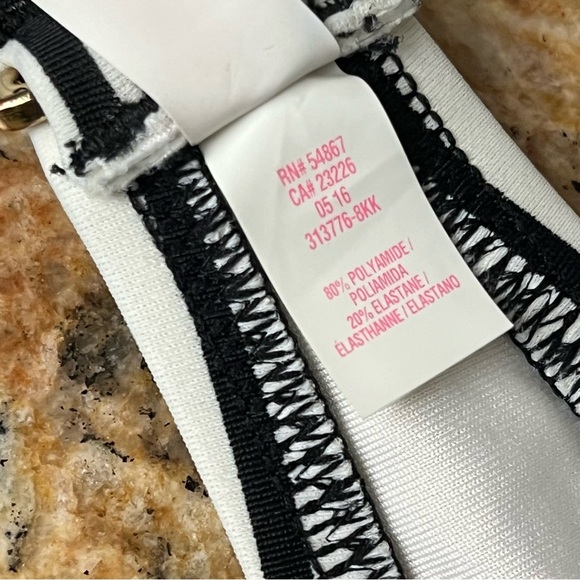 RN# 54867
CA# 23226
05 16
313776-8KK
80% POLYAMIDE /
POLIAMIDA
20% ELASTANE /
ÉLASTHANNE / ELASTANO